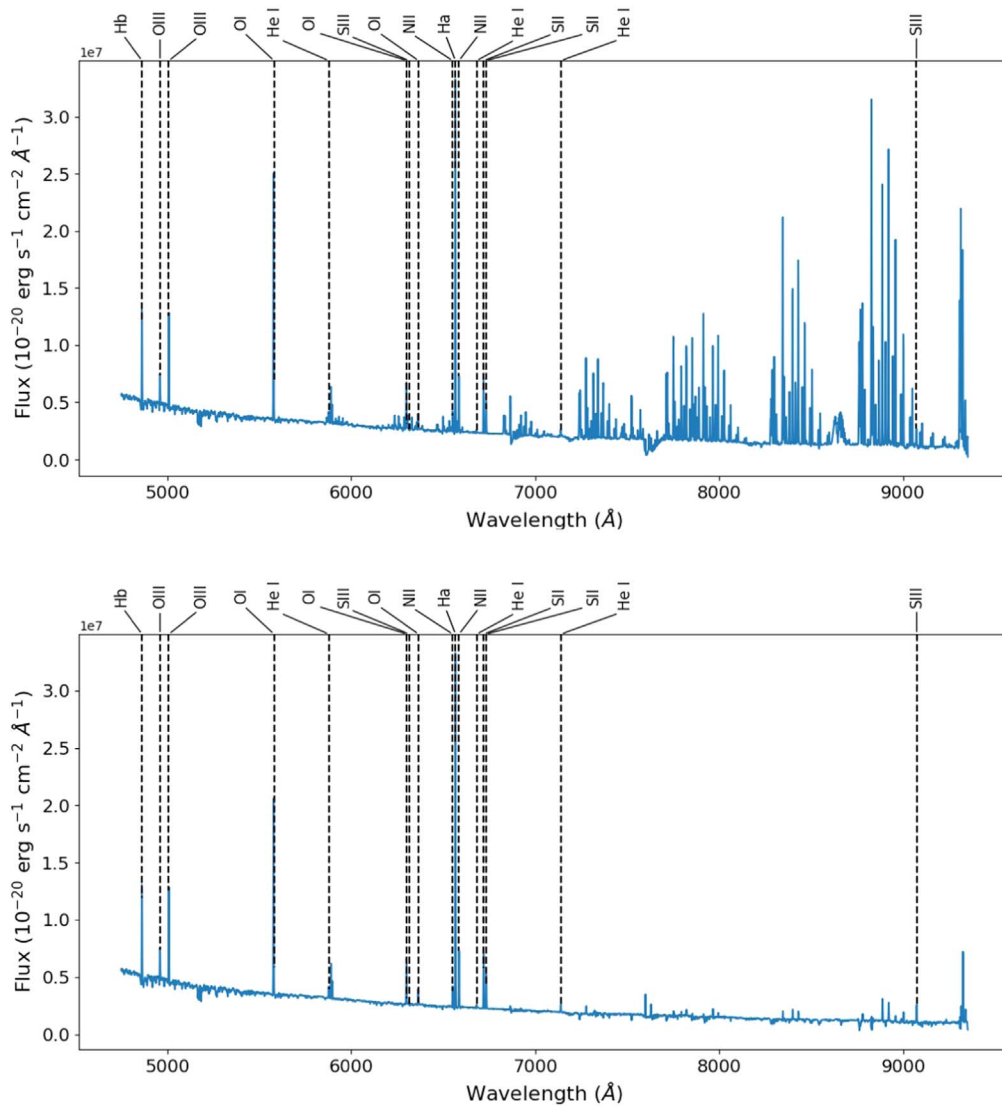 Hb OIII OIII OI He I OI SIII OI NII Ha NII He I SII SII He I SIII
1e7
3.0
2.5
2.0
1.5
1.0
0.5
0.0
Flux (10⁻²⁰ erg s⁻¹ cm⁻² Å⁻¹)
5000 6000 7000 8000 9000
Wavelength (Å)
Hb OIII OIII OI He I OI SIII OI NII Ha NII He I SII SII He I SIII
1e7
3.0
2.5
2.0
1.5
1.0
0.5
0.0
Flux (10⁻²⁰ erg s⁻¹ cm⁻² Å⁻¹)
5000 6000 7000 8000 9000
Wavelength (Å)